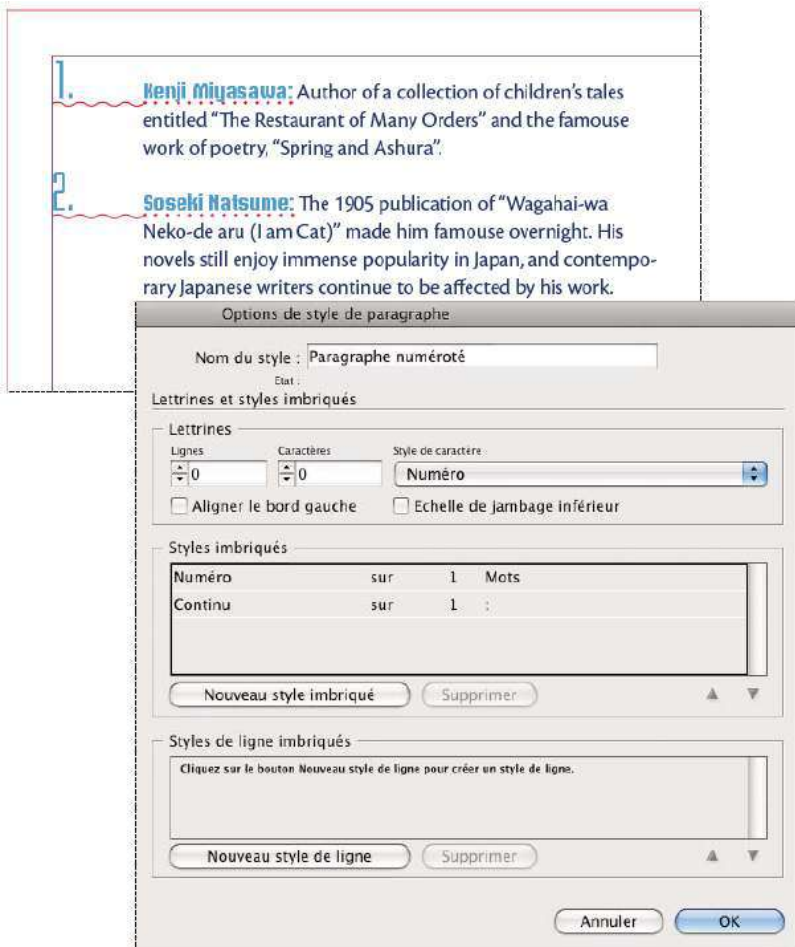 1. Kenji Miyasawa: Author of a collection of children’s tales
entitled “The Restaurant of Many Orders” and the famouse
work of poetry, “Spring and Ashura”.
2. Soseki Natsume: The 1905 publication of “Wagahai-wa
Neko-de aru (I am Cat)” made him famouse overnight. His
novels still enjoy immense popularity in Japan, and contempo-
rary Japanese writers continue to be affected by his work.
Options de style de paragraphe
Nom du style : Paragraphe numéroté
Etat :
Lettrines et styles imbriqués
Lettrines
Lignes Caractères Style de caractère
0 0 Numéro
Aligner le bord gauche Echelle de jambage inférieur
Styles imbriqués
Numéro sur 1 Mots
Continu sur 1 :
Nouveau style imbriqué Supprimer
Styles de ligne imbriqués
Cliquez sur le bouton Nouveau style de ligne pour créer un style de ligne.
Nouveau style de ligne Supprimer
Annuler OK